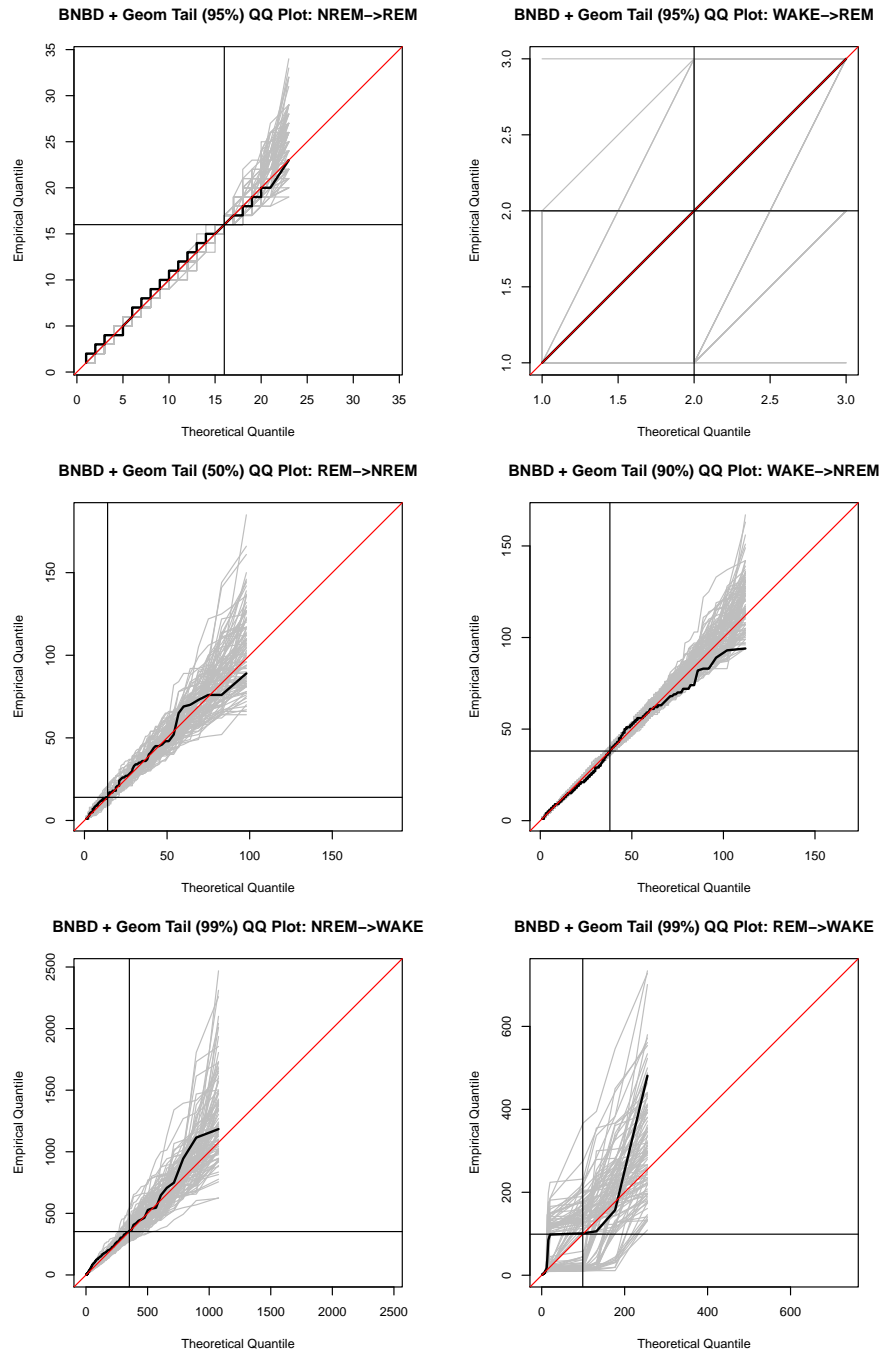 BNBD + Geom Tail (95%) QQ Plot: NREM−>REM
Empirical Quantile
0 5 10 15 20 25 30 35
0 5 10 15 20 25 30 35
Theoretical Quantile
BNBD + Geom Tail (95%) QQ Plot: WAKE−>REM
Empirical Quantile
1.0 1.5 2.0 2.5 3.0
1.0 1.5 2.0 2.5 3.0
Theoretical Quantile
BNBD + Geom Tail (50%) QQ Plot: REM−>NREM
Empirical Quantile
0 50 100 150
0 50 100 150
Theoretical Quantile
BNBD + Geom Tail (90%) QQ Plot: WAKE−>NREM
Empirical Quantile
0 50 100 150
0 50 100 150
Theoretical Quantile
BNBD + Geom Tail (99%) QQ Plot: NREM−>WAKE
Empirical Quantile
0 500 1000 1500 2000 2500
0 500 1000 1500 2000 2500
Theoretical Quantile
BNBD + Geom Tail (99%) QQ Plot: REM−>WAKE
Empirical Quantile
0 200 400 600
0 200 400 600
Theoretical Quantile